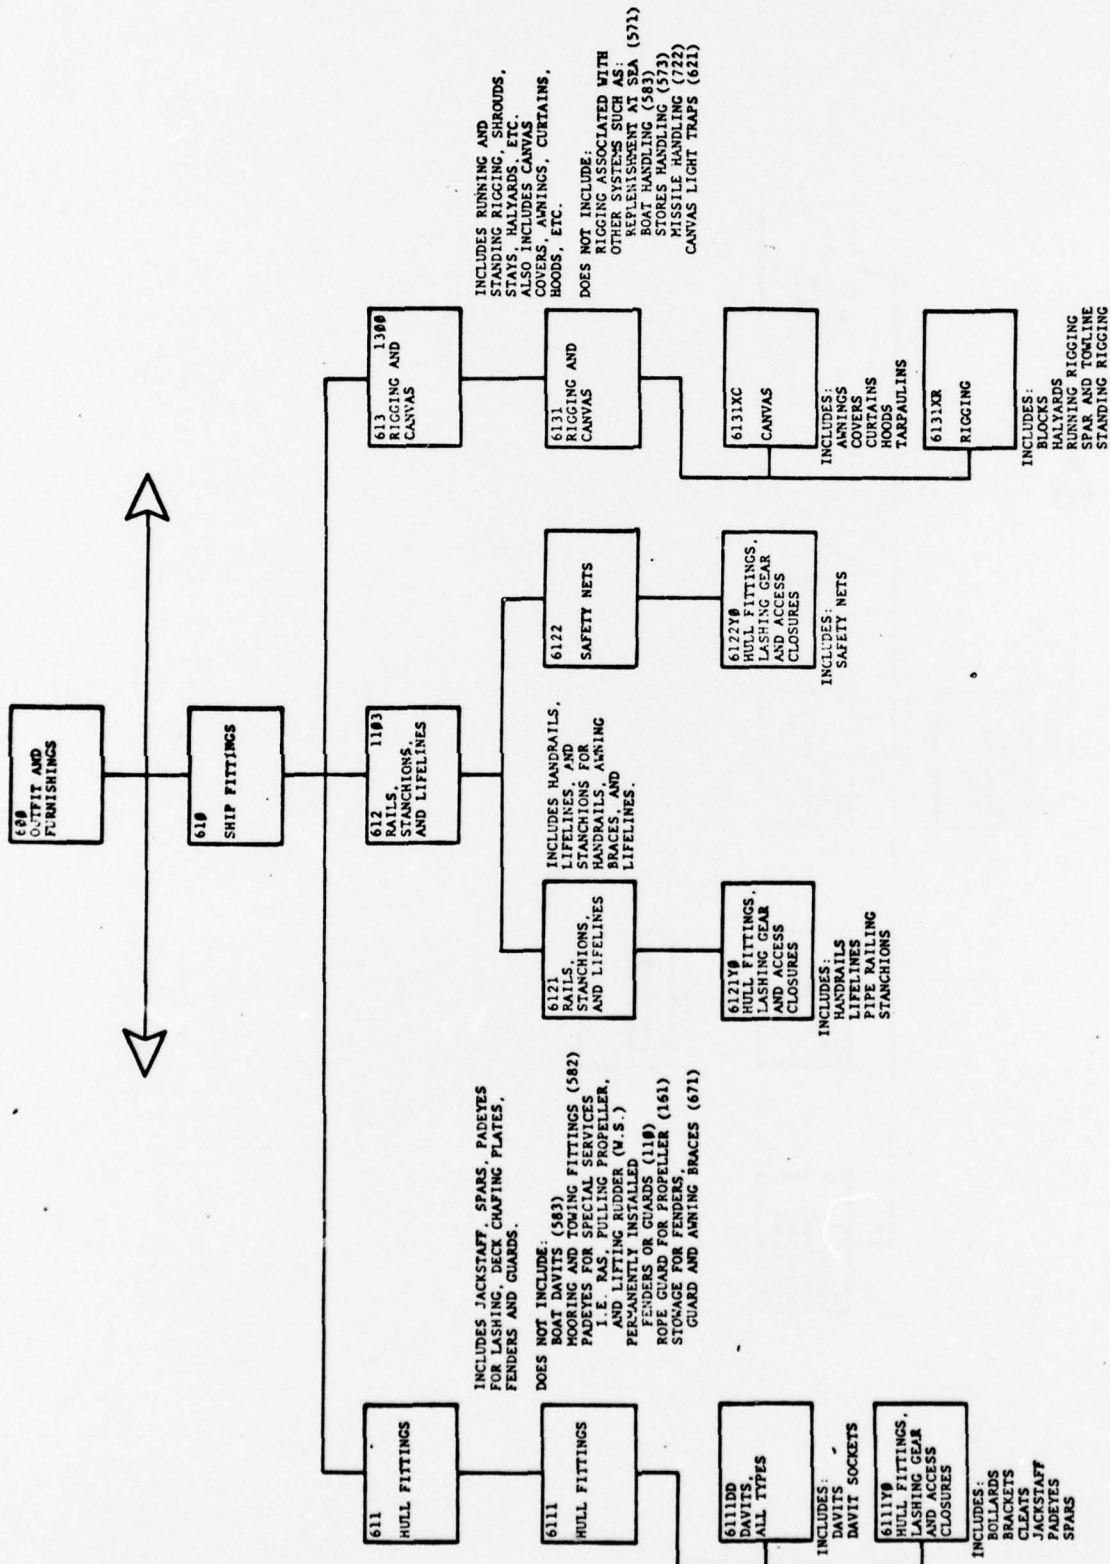 600
OUTFIT AND
FURNISHINGS
610
SHIP FITTINGS
611
HULL FITTINGS
INCLUDES JACKSTAFF, SPARS, PADEYES
FOR LASHING, DECK CHAFING PLATES,
FENDERS AND GUARDS.
DOES NOT INCLUDE:
BOAT DAVITS (583)
MOORING AND TOWING FITTINGS (582)
PADEYES FOR SPECIAL SERVICES
I.E. RAS, PULLING PROPELLER,
AND LIFTING RUDDER (W.S.)
PERMANENTLY INSTALLED
FENDERS OR GUARDS (110)
ROPE GUARD FOR PROPELLER (161)
STOWAGE FOR FENDERS,
GUARD AND AWNING BRACES (671)
6111
HULL FITTINGS
6111DD
DAVITS,
ALL TYPES
INCLUDES:
DAVITS
DAVIT SOCKETS
6111Y0
HULL FITTINGS,
LASHING GEAR
AND ACCESS
CLOSURES
INCLUDES:
BOLLARDS
BRACKETS
CLEATS
JACKSTAFF
PADEYES
SPARS
612 1103
RAILS,
STANCHIONS,
AND LIFELINES
6121
RAILS,
STANCHIONS,
AND LIFELINES
INCLUDES HANDRAILS,
LIFELINES, AND
STANCHIONS FOR
HANDRAILS, AWNING
BRACES, AND
LIFELINES.
6121Y0
HULL FITTINGS,
LASHING GEAR
AND ACCESS
CLOSURES
INCLUDES:
HANDRAILS
LIFELINES
PIPE RAILING
STANCHIONS
6122
SAFETY NETS
6122Y0
HULL FITTINGS,
LASHING GEAR
AND ACCESS
CLOSURES
INCLUDES:
SAFETY NETS
613 1300
RIGGING AND
CANVAS
INCLUDES RUNNING AND
STANDING RIGGING, SHROUDS,
STAYS, HALYARDS, ETC.
ALSO INCLUDES CANVAS
COVERS, AWNINGS, CURTAINS,
HOODS, ETC.
DOES NOT INCLUDE:
RIGGING ASSOCIATED WITH
OTHER SYSTEMS SUCH AS:
REPLENISHMENT AT SEA (571)
BOAT HANDLING (583)
STORES HANDLING (573)
MISSILE HANDLING (722)
CANVAS LIGHT TRAPS (621)
6131
RIGGING AND
CANVAS
6131XC
CANVAS
INCLUDES:
AWNINGS
COVERS
CURTAINS
HOODS
TARPAULINS
6131XR
RIGGING
INCLUDES:
BLOCKS
HALYARDS
RUNNING RIGGING
SPAR AND TOWLINE
STANDING RIGGING